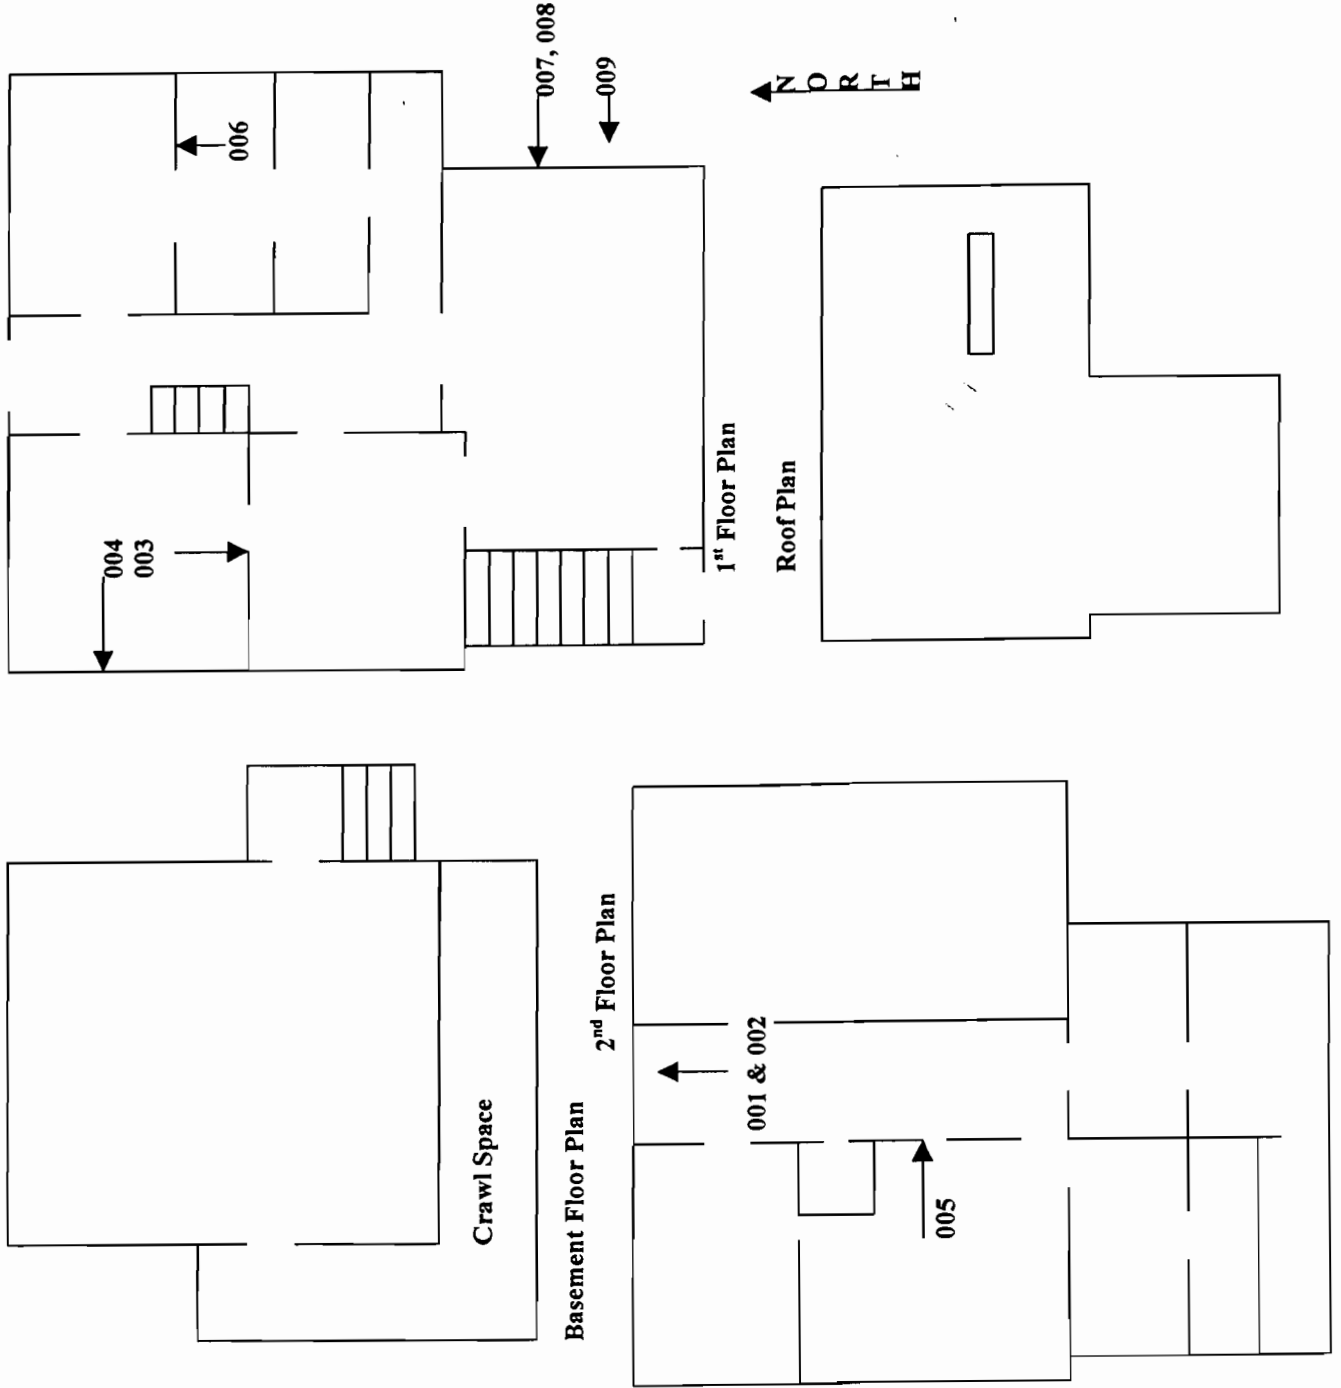 004
003
006
007, 008
009
NORTH
1st Floor Plan
Roof Plan
Crawl Space
Basement Floor Plan
2nd Floor Plan
001 & 002
005